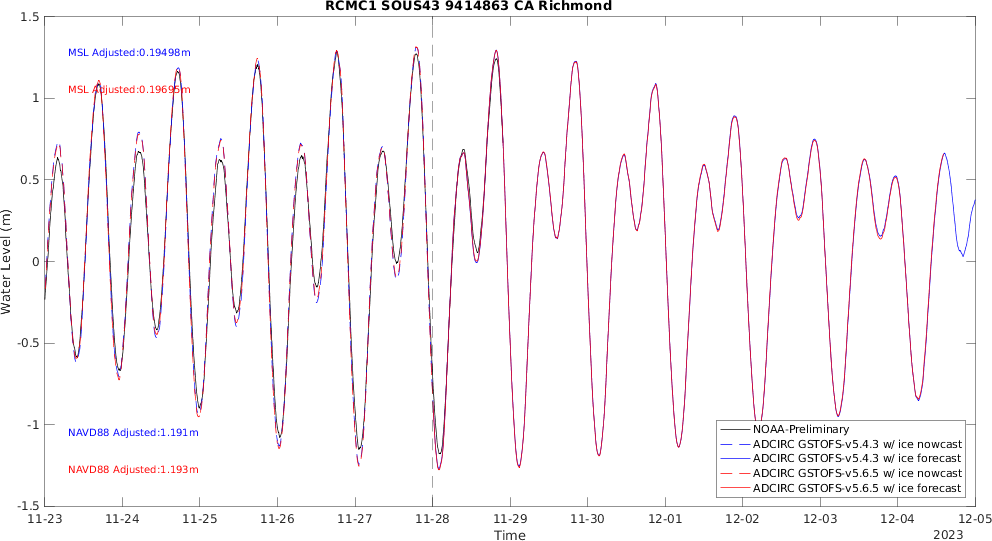 RCMC1 SOUS43 9414863 CA Richmond
1.5
1
0.5
0
-0.5
-1
-1.5
Water Level (m)
MSL Adjusted:0.19498m
MSL Adjusted:0.19695m
NAVD88 Adjusted:1.191m
NAVD88 Adjusted:1.193m
NOAA-Preliminary
ADCIRC GSTOFS-v5.4.3 w/ ice nowcast
ADCIRC GSTOFS-v5.4.3 w/ ice forecast
ADCIRC GSTOFS-v5.6.5 w/ ice nowcast
ADCIRC GSTOFS-v5.6.5 w/ ice forecast
11-23 11-24 11-25 11-26 11-27 11-28 11-29 11-30 12-01 12-02 12-03 12-04 12-05
Time
2023